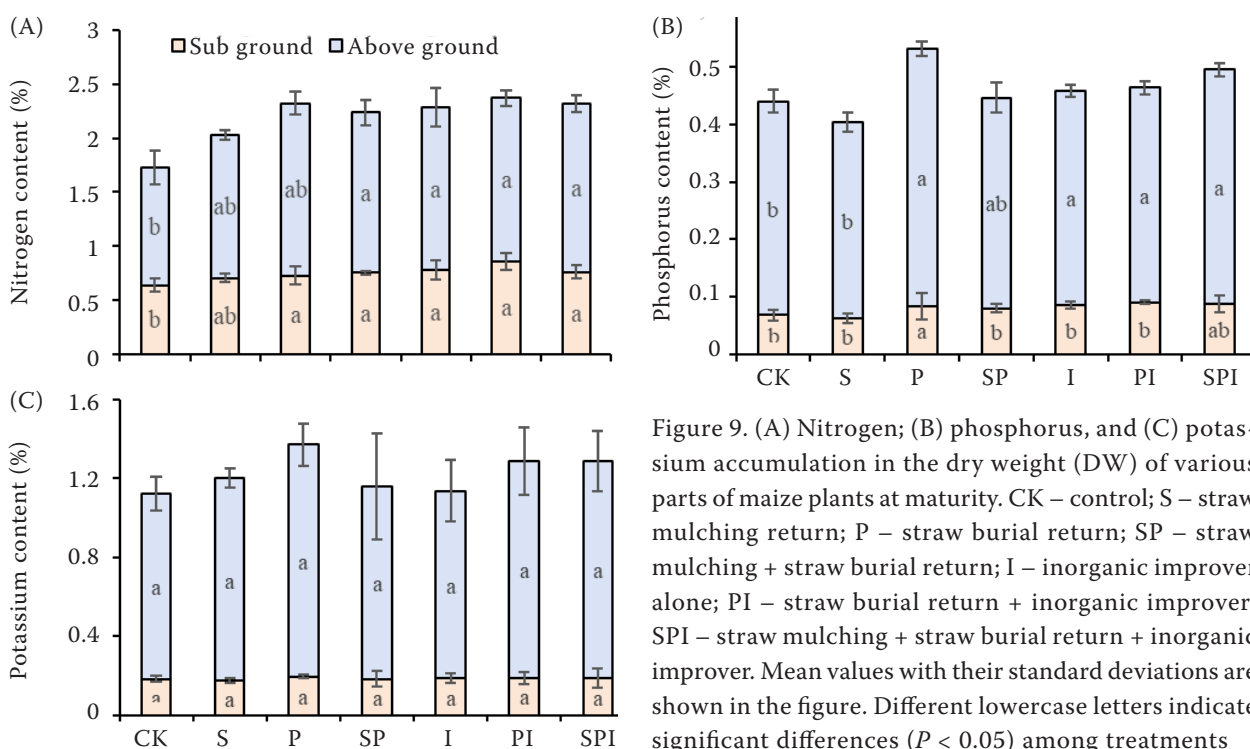 (A)
Nitrogen content (%)
3
2.5
2
1.5
1
0.5
0
Sub ground Above ground
b ab ab a a a a
b ab a a a a a
(B)
Phosphorus content (%)
0.5
0.4
0.3
0.2
0.1
0
b b a ab a a a
b b a b b b ab
CK S P SP I PI SPI
(C)
Potassium content (%)
1.6
1.2
0.8
0.4
0
a a a a a a a
a a a a a a a
CK S P SP I PI SPI
Figure 9. (A) Nitrogen; (B) phosphorus, and (C) potas-
sium accumulation in the dry weight (DW) of various
parts of maize plants at maturity. CK – control; S – straw
mulching return; P – straw burial return; SP – straw
mulching + straw burial return; I – inorganic improver
alone; PI – straw burial return + inorganic improver
SPI – straw mulching + straw burial return + inorganic
improver. Mean values with their standard deviations are
shown in the figure. Different lowercase letters indicate
significant differences (P < 0.05) among treatments